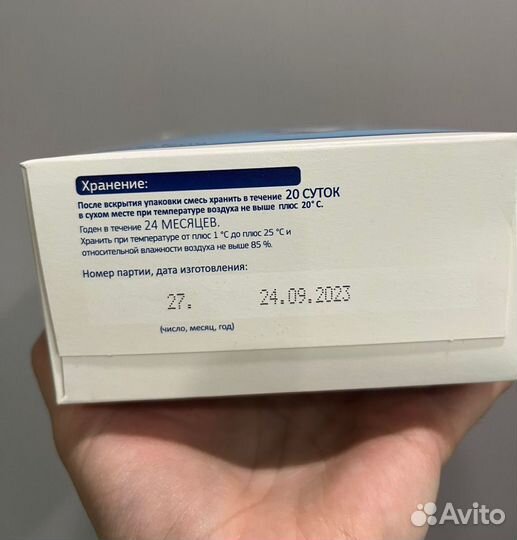 Хранение:
После вскрытия упаковки смесь хранить в течение 20 СУТОК
в сухом месте при температуре воздуха не выше плюс 20°С.
Годен в течение 24 МЕСЯЦЕВ.
Хранить при температуре от плюс 1 °С до плюс 25 °С и
относительной влажности воздуха не выше 85 %.
Номер партии, дата изготовления:
27. 24.09.2023
(число, месяц, год)
Avito